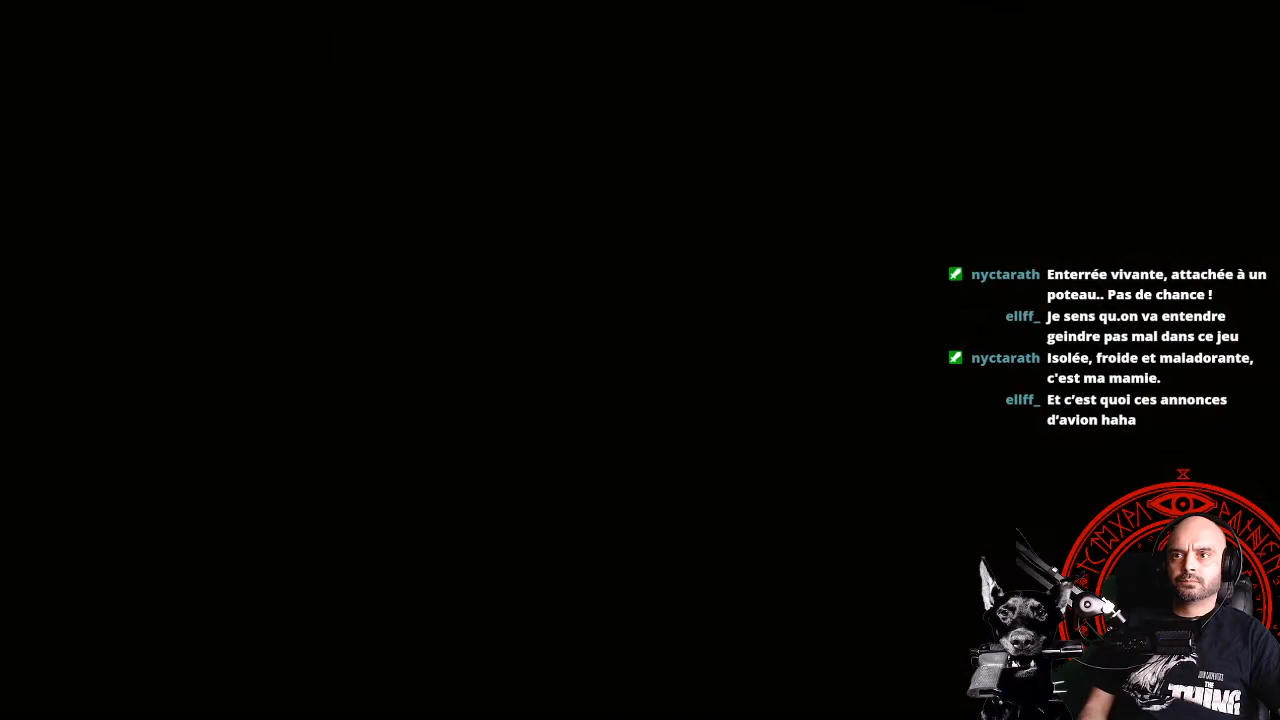 nyctarath Enterrée vivante, attachée à un
poteau.. Pas de chance !
ellff_ Je sens qu.on va entendre
geindre pas mal dans ce jeu
nyctarath Isolée, froide et maladorante,
c'est ma mamie.
ellff_ Et c’est quoi ces annonces
d’avion haha
THE
THING